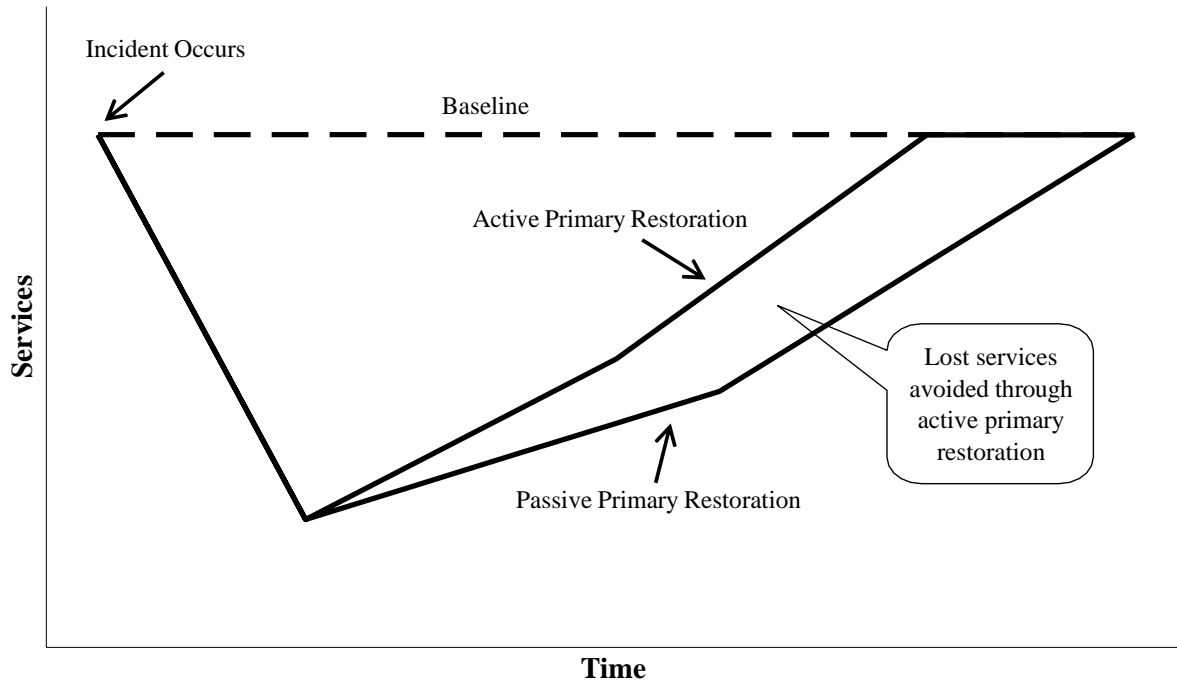 Incident Occurs
Baseline
Active Primary Restoration
Services
Lost services
avoided through
active primary
restoration
Passive Primary Restoration
Time